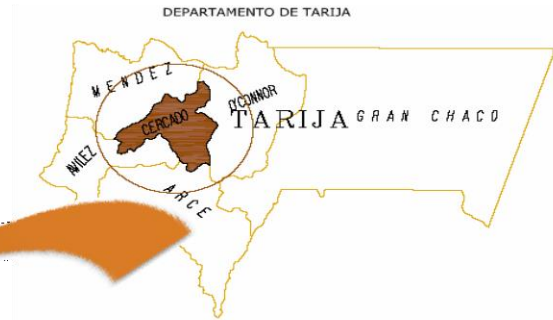 DEPARTAMENTO DE TARIJA
MENDEZ
O'CONNOR
CERCADO
TARIJA
GRAN CHACO
AVILEZ
ARCE